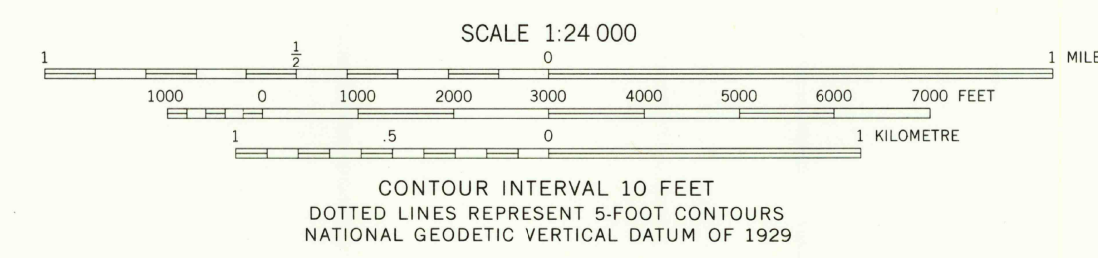 SCALE 1:24 000
1 1/2 0 1 MILE
1000 0 1000 2000 3000 4000 5000 6000 7000 FEET
1 .5 0 1 KILOMETRE
CONTOUR INTERVAL 10 FEET
DOTTED LINES REPRESENT 5-FOOT CONTOURS
NATIONAL GEODETIC VERTICAL DATUM OF 1929